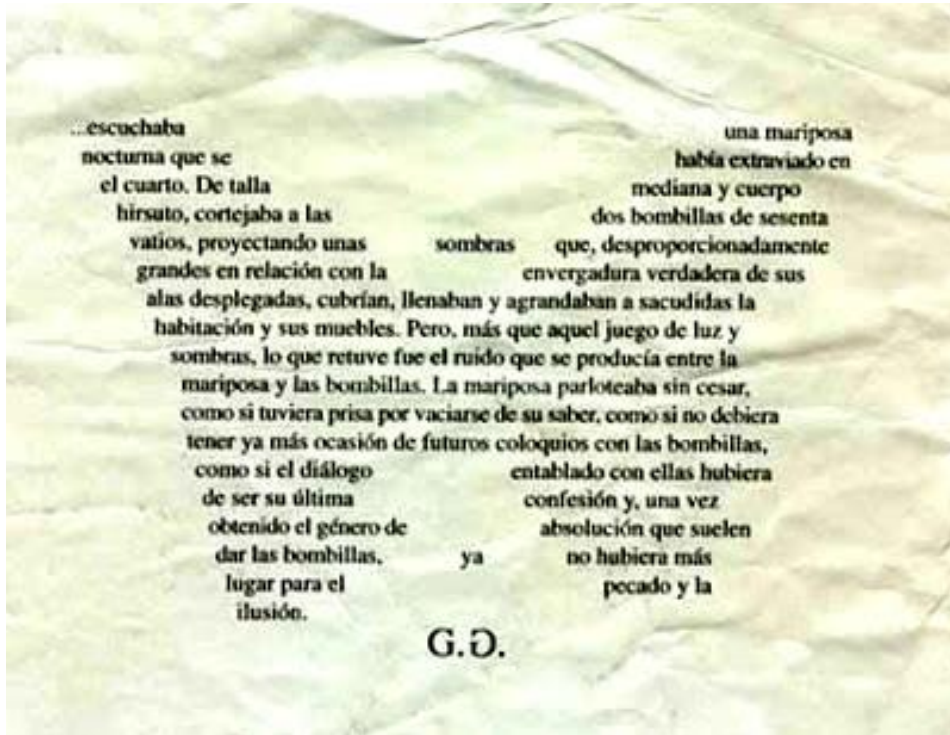 ...escuchaba una mariposa
nocturna que se había extraviado en
el cuarto. De talla mediana y cuerpo
hirsuto, cortejaba a las dos bombillas de sesenta
vatios, proyectando unas sombras que, desproporcionadamente
grandes en relación con la envergadura verdadera de sus
alas desplegadas, cubrían, llenaban y agrandaban a sacudidas la
habitación y sus muebles. Pero, más que aquel juego de luz y
sombras, lo que retuve fue el ruido que se producía entre la
mariposa y las bombillas. La mariposa parloteaba sin cesar,
como si tuviera prisa por vaciarse de su saber, como si no debiera
tener ya más ocasión de futuros coloquios con las bombillas,
como si el diálogo entablado con ellas hubiera
de ser su última confesión y, una vez
obtenido el género de absolución que suelen
dar las bombillas, ya no hubiera más
lugar para el pecado y la
ilusión.
G.G.